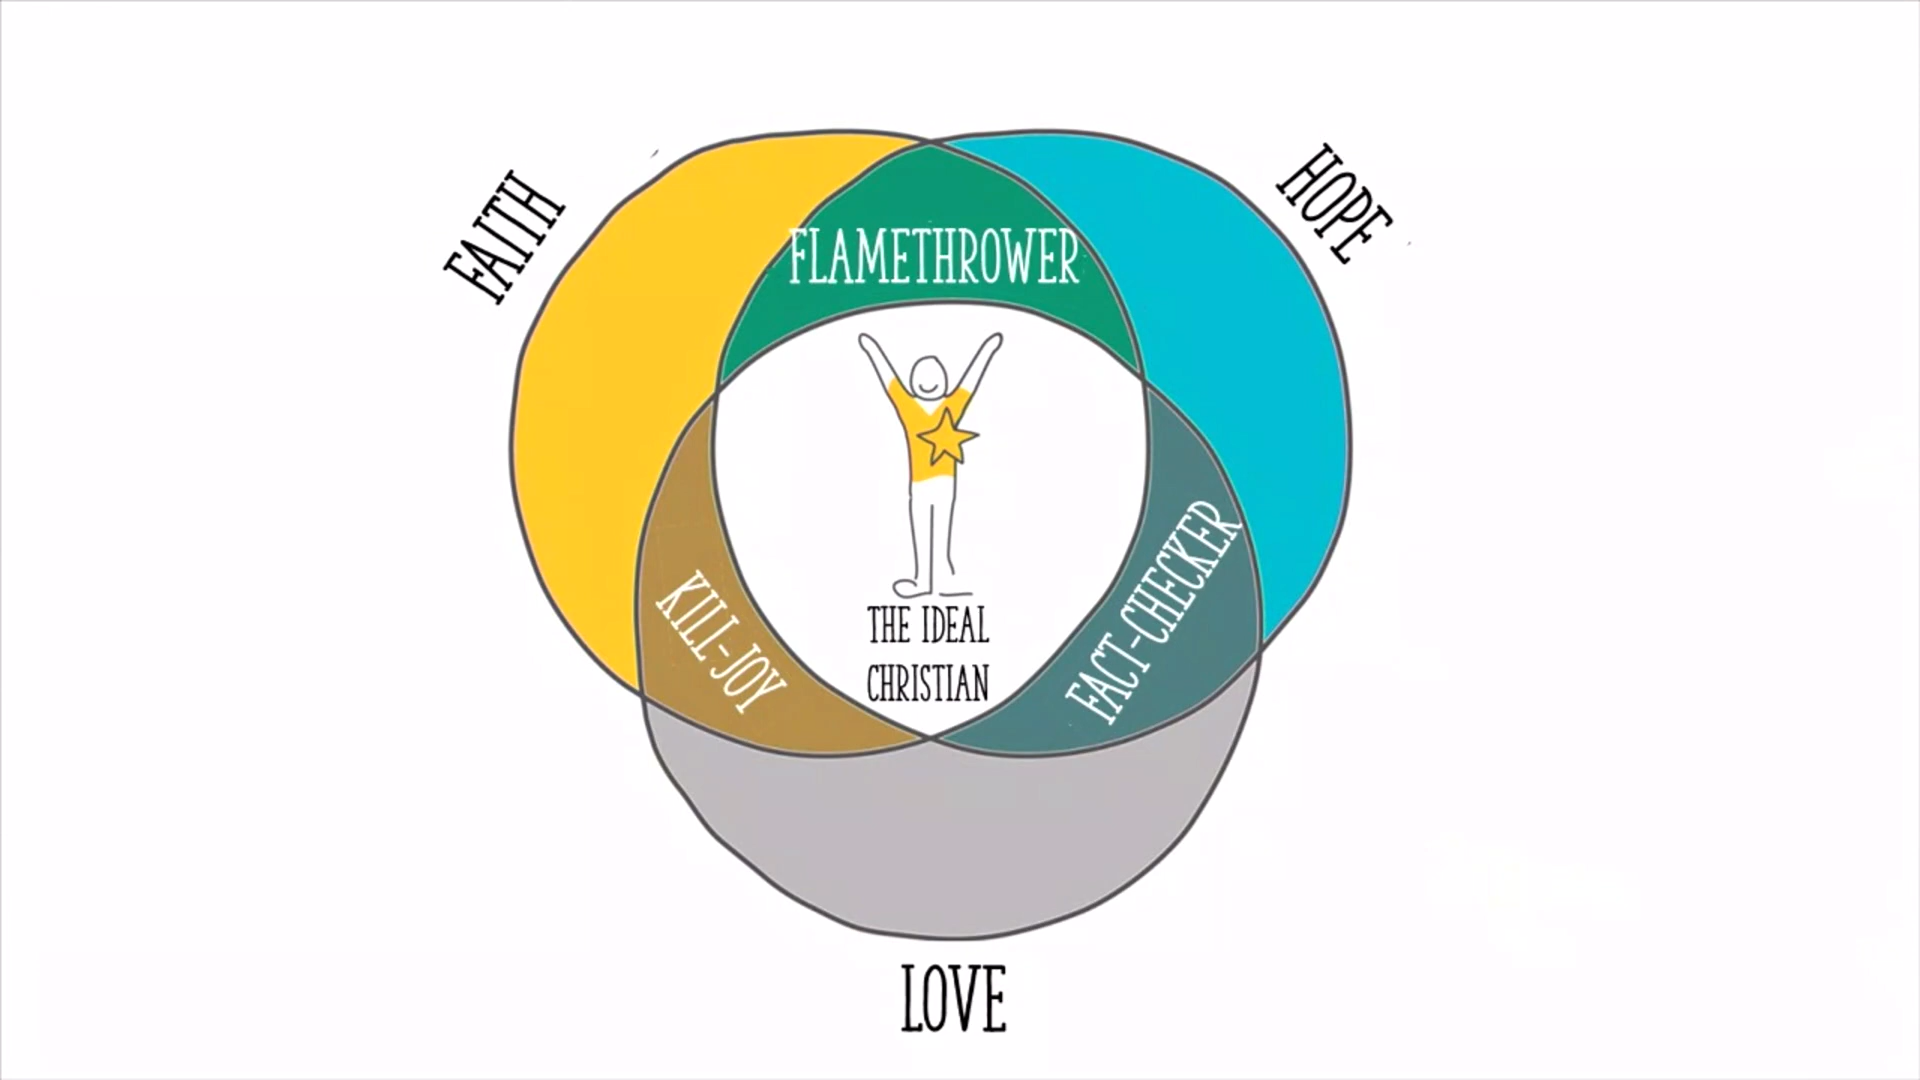 FAITH
HOPE
FLAMETHROWER
KILL-JOY
FACT-CHECKER
THE IDEAL
CHRISTIAN
LOVE